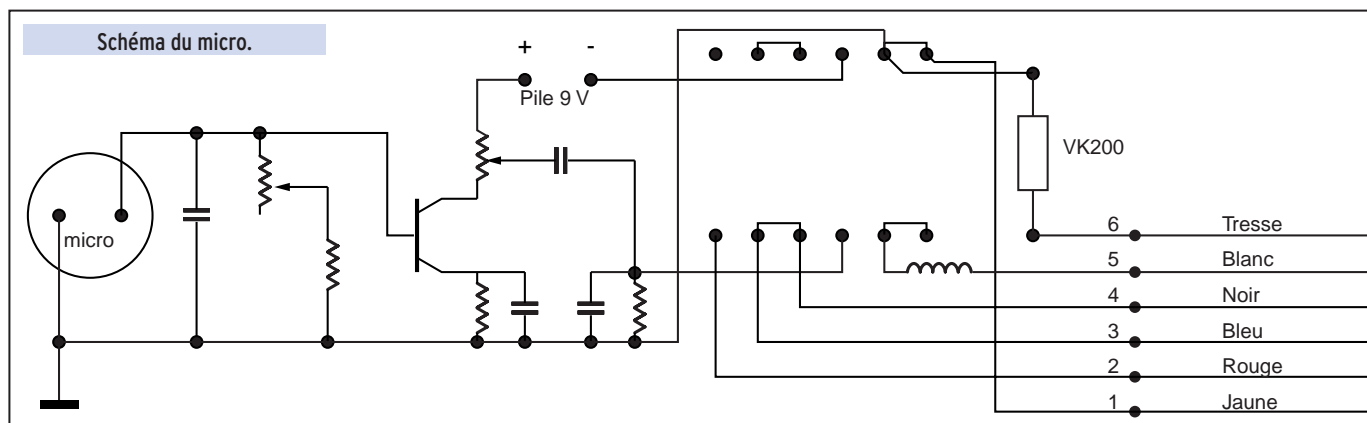 Schéma du micro.
+ -
Pile 9 V
VK200
micro
6 Tresse
5 Blanc
4 Noir
3 Bleu
2 Rouge
1 Jaune